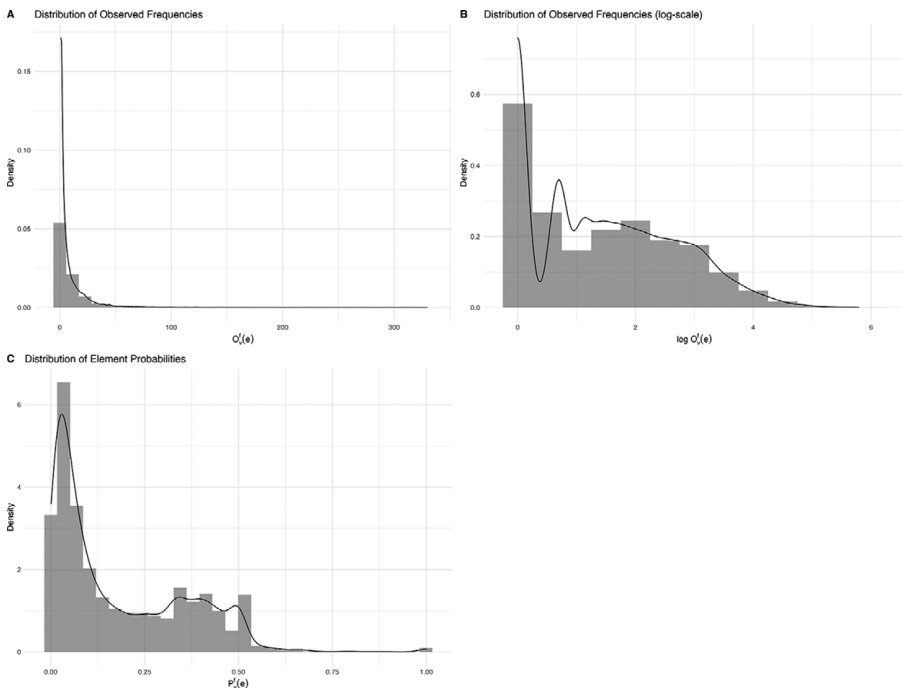 A Distribution of Observed Frequencies
Density
0.15
0.10
0.05
0.00
0 100 200 300
B Distribution of Observed Frequencies (log-scale)
Density
0.6
0.4
0.2
0.0
0 2 4 6
C Distribution of Element Probabilities
Density
6
4
2
0
0.00 0.25 0.50 0.75 1.00